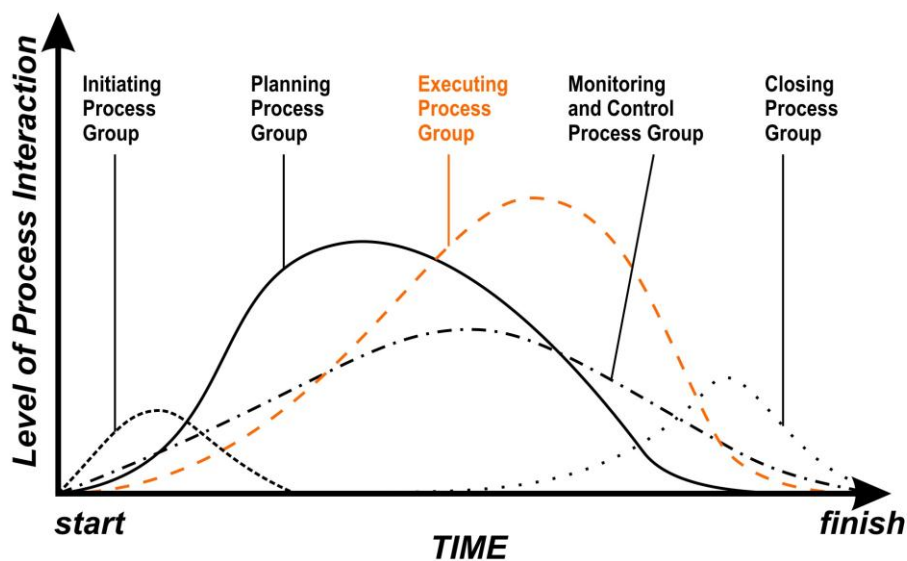 Level of Process Interaction
Initiating
Process
Group
Planning
Process
Group
Executing
Process
Group
Monitoring
and Control
Process Group
Closing
Process
Group
start
finish
TIME